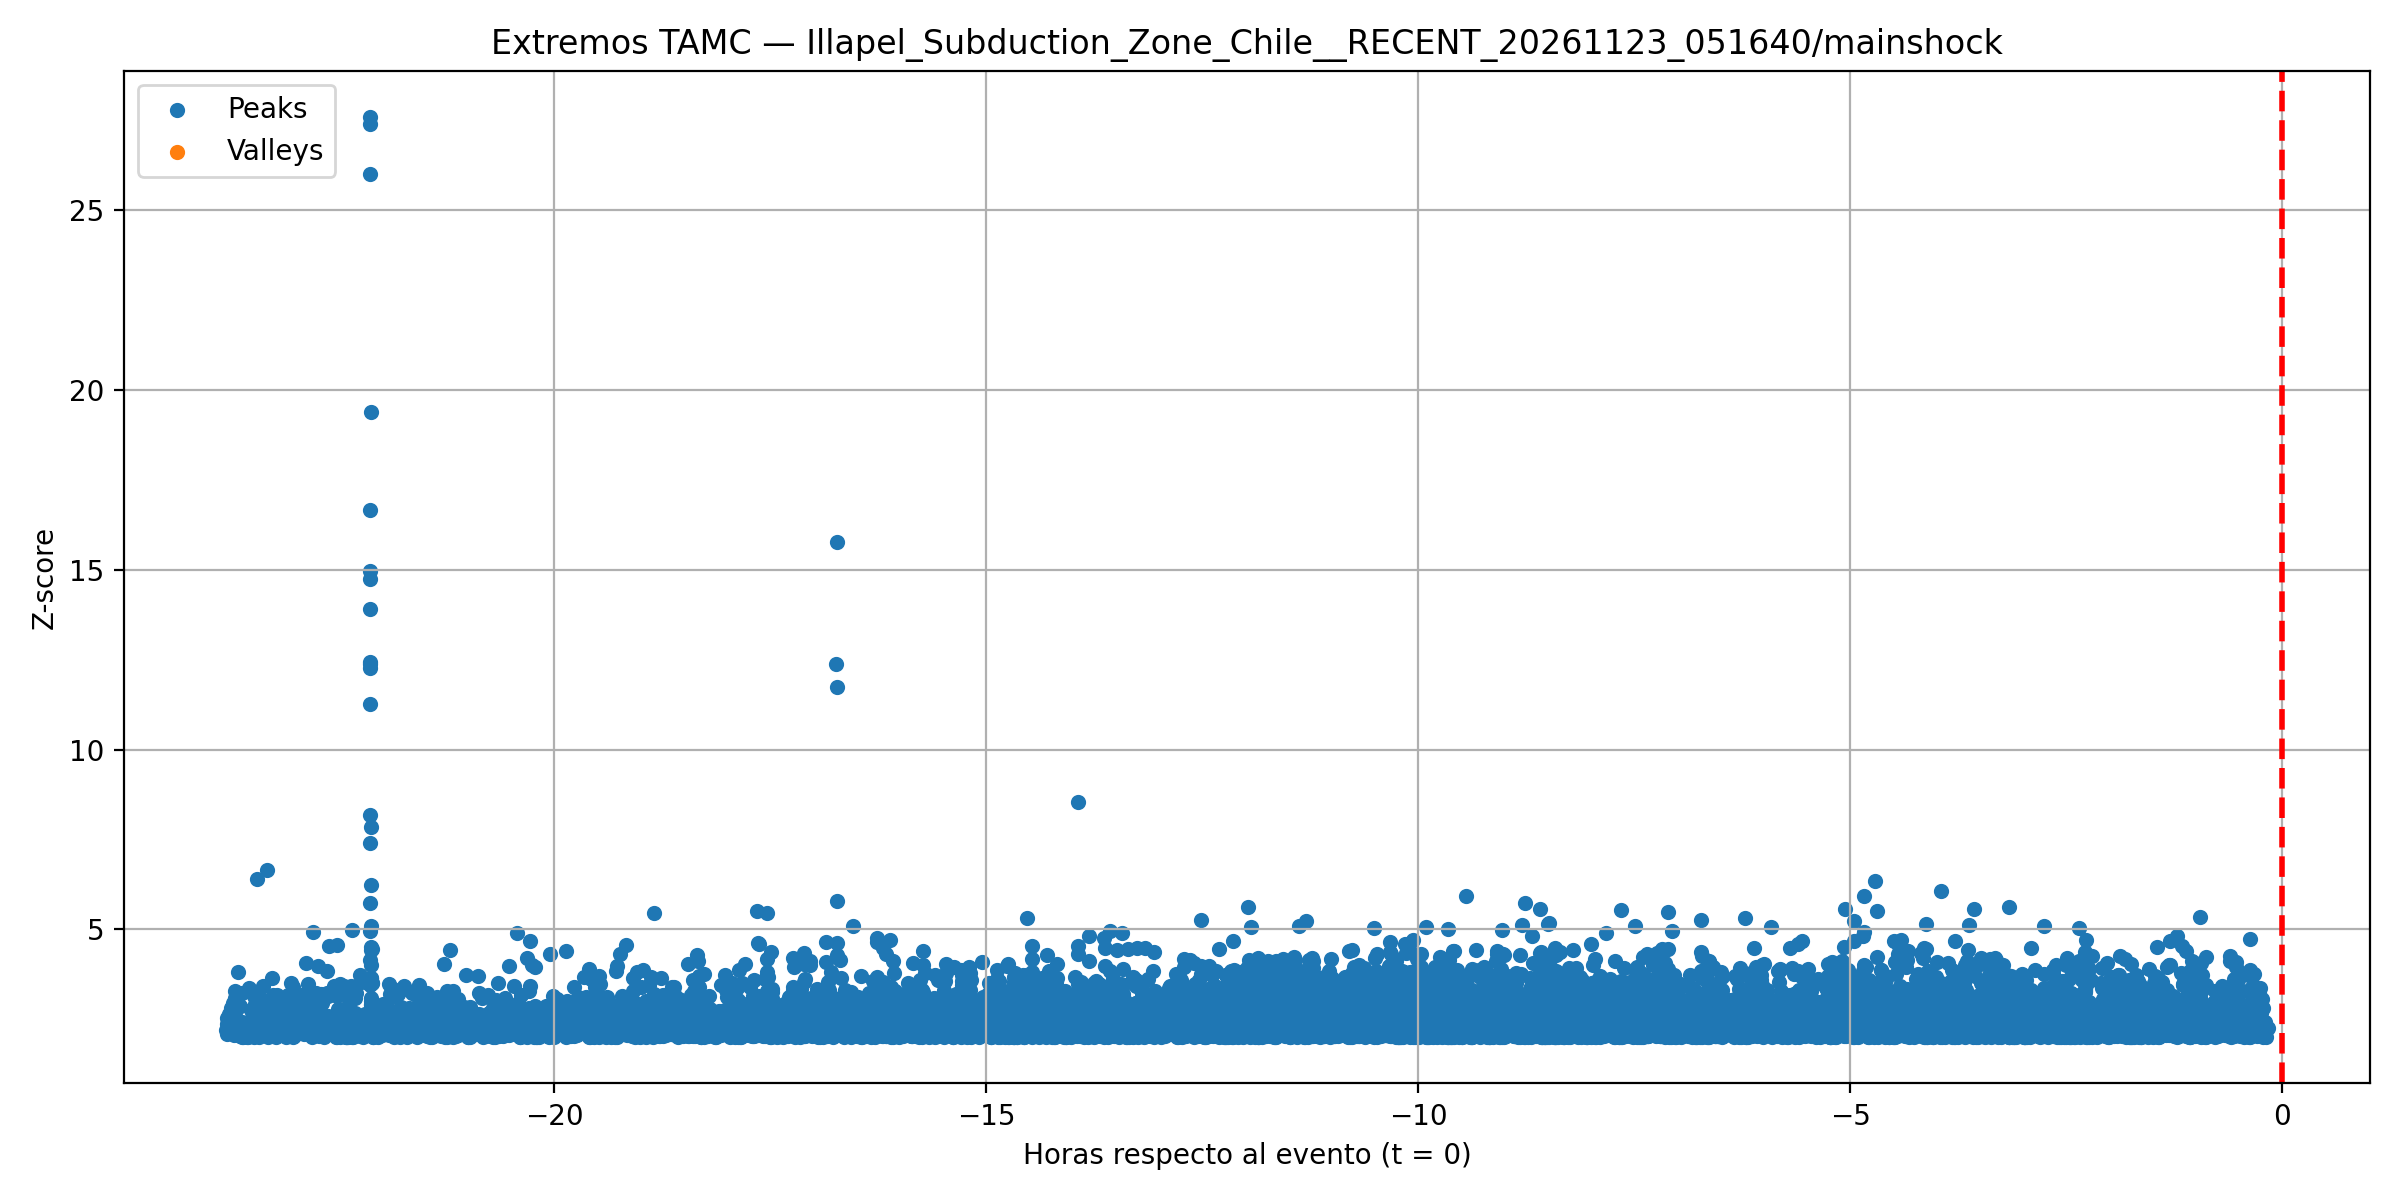 Extremos TAMC — Illapel_Subduction_Zone_Chile__RECENT_20261123_051640/mainshock
Peaks
Valleys
25
20
15
10
5
Z-score
−20
−15
−10
−5
0
Horas respecto al evento (t = 0)